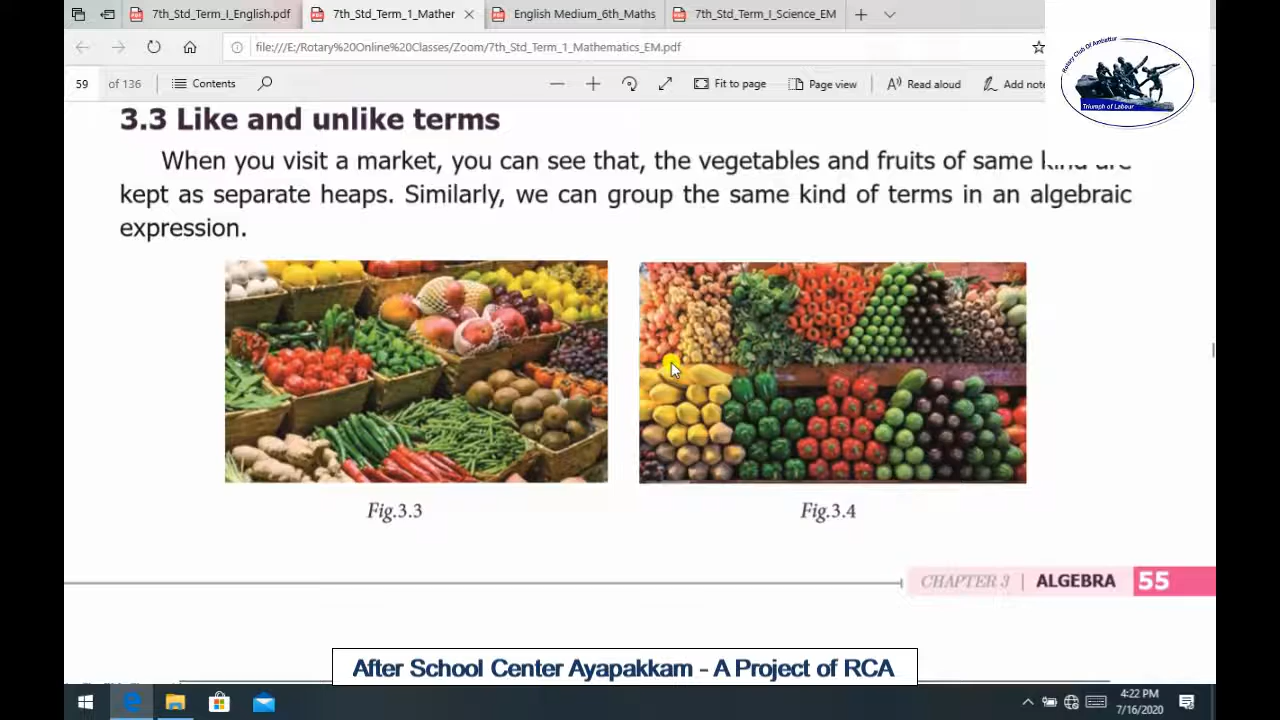 7th_Std_Term_I_English.pdf 7th_Std_Term_1_Mather English Medium_6th_Maths 7th_Std_Term_I_Science_EM
file:///E:/Rotary%20Online%20Classes/Zoom/7th_Std_Term_1_Mathematics_EM.pdf
59 of 136 Contents Fit to page Page view Read aloud Add note
Rotary Club Of Ambattur
Triumph of Labour
3.3 Like and unlike terms
When you visit a market, you can see that, the vegetables and fruits of same kind are
kept as separate heaps. Similarly, we can group the same kind of terms in an algebraic
expression.
Fig.3.3 Fig.3.4
CHAPTER 3 | ALGEBRA 55
After School Center Ayapakkam - A Project of RCA
4:22 PM
7/16/2020